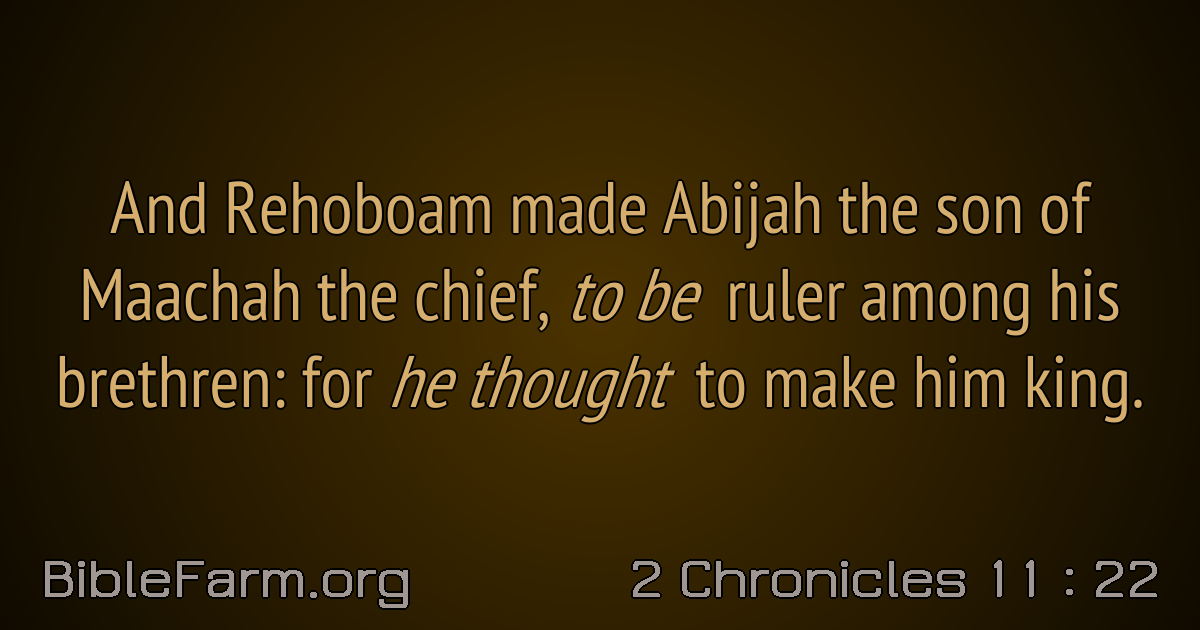 And Rehoboam made Abijah the son of
Maachah the chief, to be ruler among his
brethren: for he thought to make him king.
BibleFarm.org
2 Chronicles 11 : 22